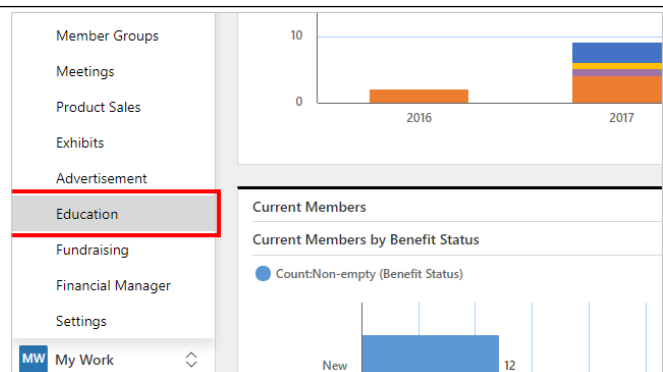 Member Groups
Meetings
Product Sales
Exhibits
Advertisement
Education
Fundraising
Financial Manager
Settings
MW My Work
10
0
2016 2017
Current Members
Current Members by Benefit Status
Count:Non-empty (Benefit Status)
New 12